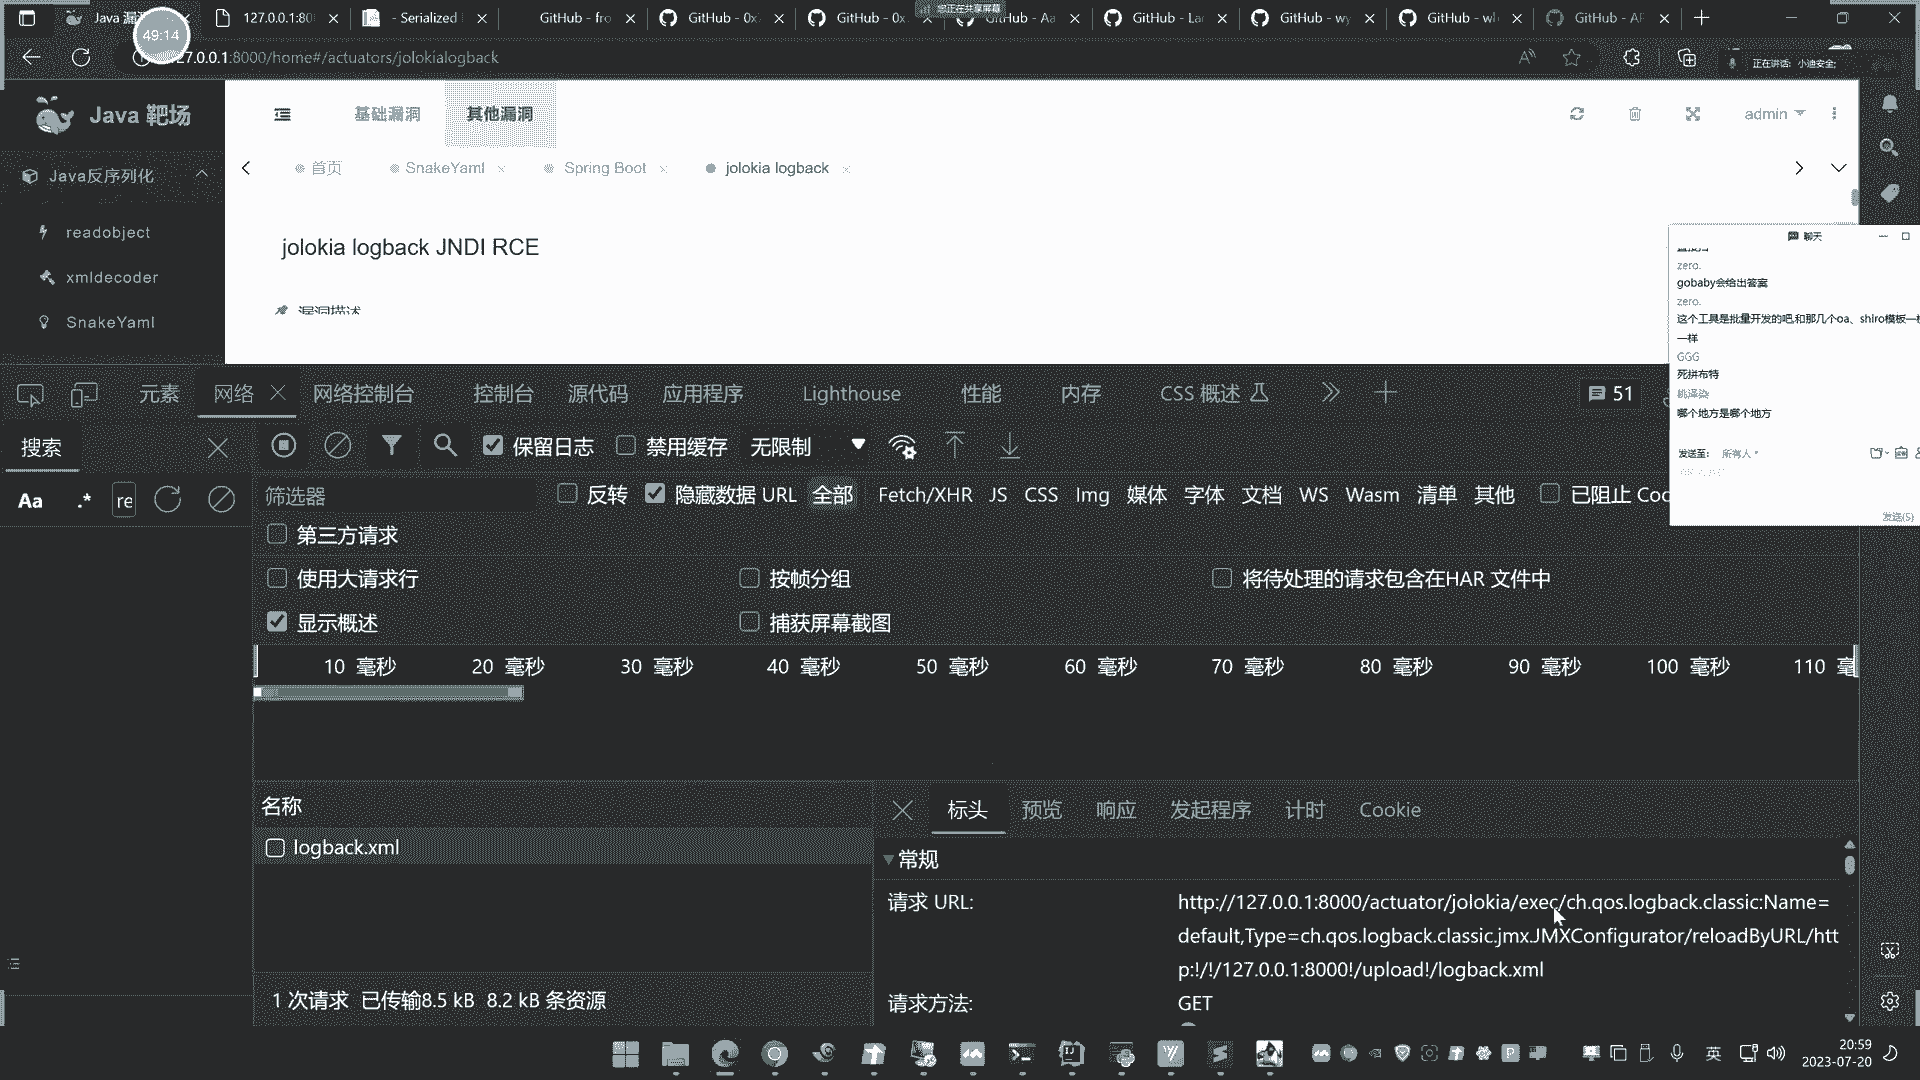 Java 漏
127.0.0.1:80
- Serialized
GitHub - fro
GitHub - 0x
GitHub - 0x
您正在共享屏幕
GitHub - Aa
GitHub - La
GitHub - wy
GitHub - wh
GitHub - AF
49:14
27.0.0.1:8000/home#/actuators/jolokialogback
正在讲话: 小迪安全;
Java 靶场
基础漏洞
其他漏洞
admin
Java反序列化
首页
SnakeYaml
Spring Boot
jolokia logback
readobject
xmldecoder
SnakeYaml
jolokia logback JNDI RCE
漏洞描述
聊天
zero.
gobaby会给出答案
zero.
这个工具是批量开发的吧,和那几个oa、shiro模板一
一样
GGG
死拼布特
哪个地方是哪个地方
发送至: 所有人
发送(S)
元素
网络
网络控制台
控制台
源代码
应用程序
Lighthouse
性能
内存
CSS 概述
51
搜索
保留日志
禁用缓存
无限制
Aa
.*
re
筛选器
反转
隐藏数据 URL
全部
Fetch/XHR
JS
CSS
Img
媒体
字体
文档
WS
Wasm
清单
其他
已阻止 Coo
第三方请求
使用大请求行
按帧分组
将待处理的请求包含在HAR 文件中
显示概述
捕获屏幕截图
10 毫秒
20 毫秒
30 毫秒
40 毫秒
50 毫秒
60 毫秒
70 毫秒
80 毫秒
90 毫秒
100 毫秒
110 毫
名称
标头
预览
响应
发起程序
计时
Cookie
logback.xml
常规
请求 URL:
http://127.0.0.1:8000/actuator/jolokia/exec/ch.qos.logback.classic:Name=
default,Type=ch.qos.logback.classic.jmx.JMXConfigurator/reloadByURL/htt
p:!/!/127.0.0.1:8000!/upload!/logback.xml
请求方法:
GET
1 次请求 已传输8.5 kB 8.2 kB 条资源
英
20:59
2023-07-20